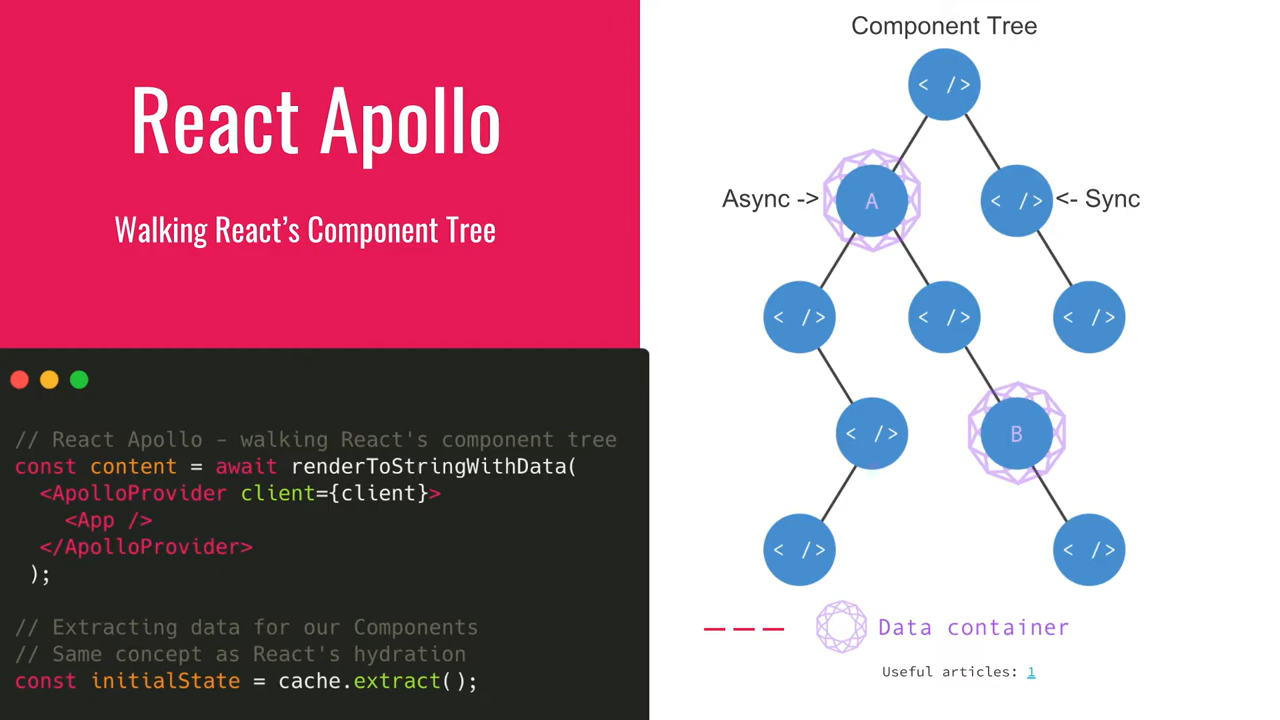 React Apollo
Walking React’s Component Tree
// React Apollo - walking React's component tree
const content = await renderToStringWithData(
<ApolloProvider client={client}>
<App />
</ApolloProvider>
);
// Extracting data for our Components
// Same concept as React's hydration
const initialState = cache.extract();
Component Tree
< />
Async -> A < /> <- Sync
< /> < /> < />
< /> B
< /> < />
Data container
Useful articles: 1